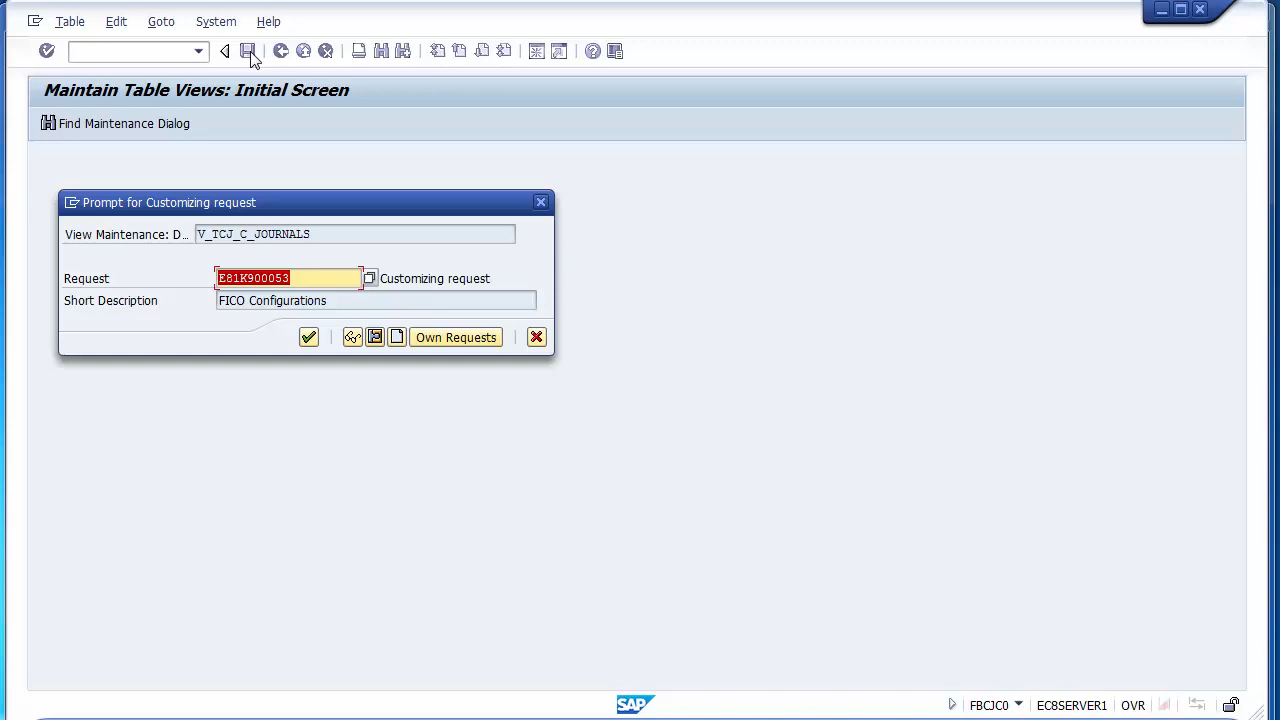 Table Edit Goto System Help
Maintain Table Views: Initial Screen
Find Maintenance Dialog
Prompt for Customizing request
View Maintenance: D... V_TCJ_C_JOURNALS
Request E81K900053 Customizing request
Short Description FICO Configurations
Own Requests
SAP FBCJC0 EC8SERVER1 OVR